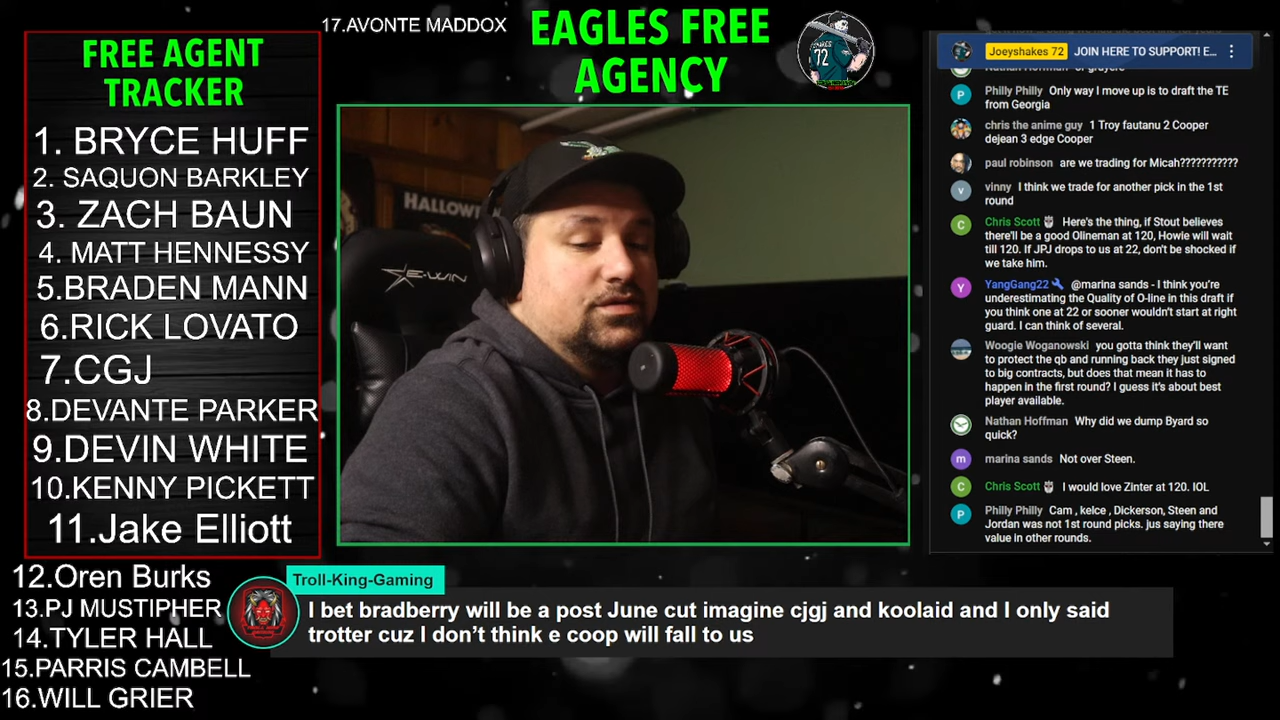 17.AVONTE MADDOX
EAGLES FREE
AGENCY
FREE AGENT
TRACKER
1. BRYCE HUFF
2. SAQUON BARKLEY
3. ZACH BAUN
4. MATT HENNESSY
5.BRADEN MANN
6.RICK LOVATO
7.CGJ
8.DEVANTE PARKER
9.DEVIN WHITE
10.KENNY PICKETT
11.Jake Elliott
12.Oren Burks
13.PJ MUSTIPHER
14.TYLER HALL
15.PARRIS CAMBELL
16.WILL GRIER
72
HALLOW
E-WIN
Joeyshakes 72 JOIN HERE TO SUPPORT! E...
Philly Philly Only way I move up is to draft the TE
from Georgia
chris the anime guy 1 Troy fautanu 2 Cooper
dejean 3 edge Cooper
paul robinson are we trading for Micah???????????
vinny I think we trade for another pick in the 1st
round
Chris Scott Here's the thing, if Stout believes
there'll be a good Olineman at 120, Howie will wait
till 120. If JPJ drops to us at 22, don't be shocked if
we take him.
YangGang22 @marina sands - I think you're
underestimating the Quality of O-line in this draft if
you think one at 22 or sooner wouldn't start at right
guard. I can think of several.
Woogie Woganowski you gotta think they'll want
to protect the qb and running back they just signed
to big contracts, but does that mean it has to
happen in the first round? I guess it's about best
player available.
Nathan Hoffman Why did we dump Byard so
quick?
marina sands Not over Steen.
Chris Scott I would love Zinter at 120. IOL
Philly Philly Cam , kelce , Dickerson, Steen and
Jordan was not 1st round picks. jus saying there
value in other rounds.
Troll-King-Gaming
I bet bradberry will be a post June cut imagine cjgj and koolaid and I only said
trotter cuz I don't think e coop will fall to us